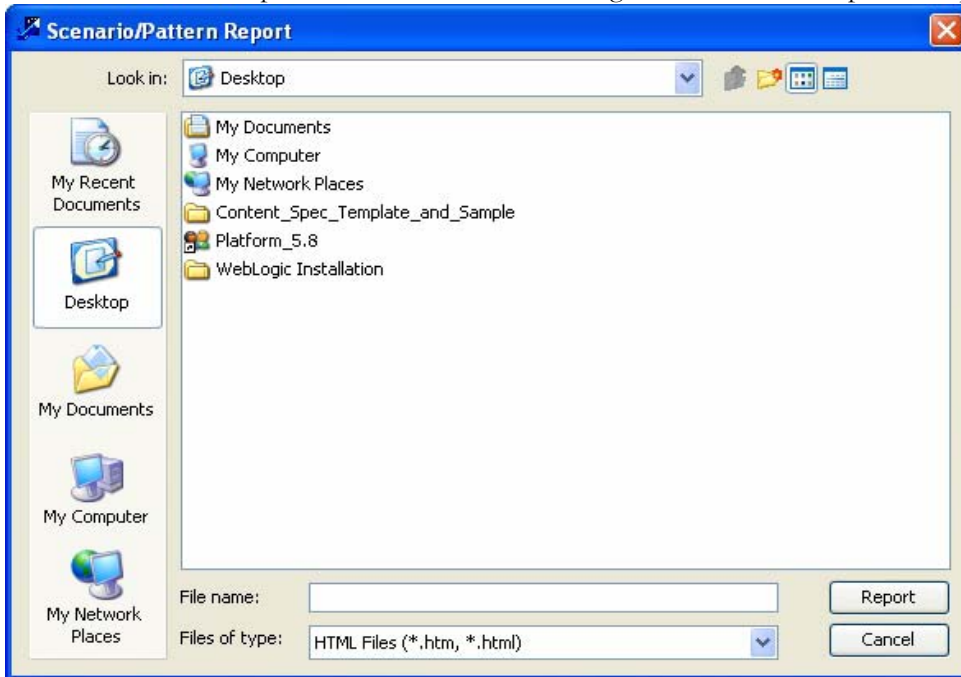 Scenario/Pattern Report
Look in: Desktop
My Documents
My Computer
My Network Places
Content_Spec_Template_and_Sample
Platform_5.8
WebLogic Installation
My Recent
Documents
Desktop
My Documents
My Computer
My Network
Places
File name:
Report
Files of type: HTML Files (*.htm, *.html)
Cancel